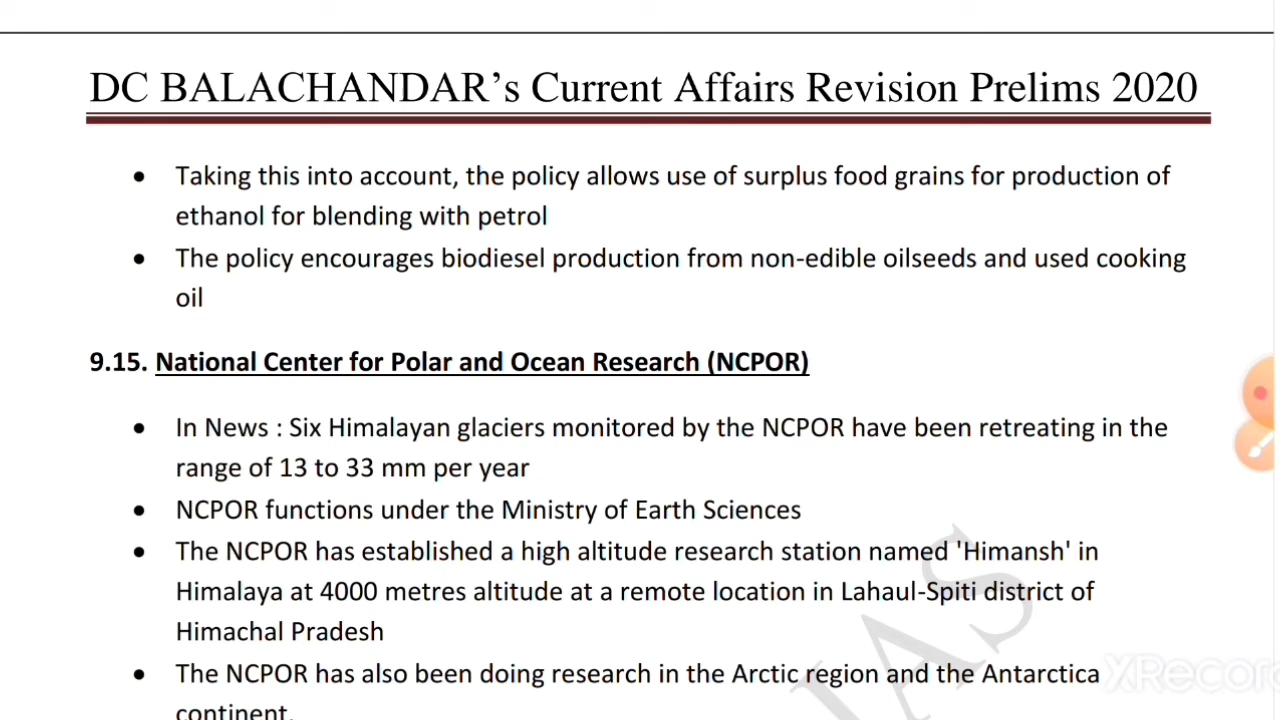 DC BALACHANDAR’s Current Affairs Revision Prelims 2020
• Taking this into account, the policy allows use of surplus food grains for production of
ethanol for blending with petrol
• The policy encourages biodiesel production from non-edible oilseeds and used cooking
oil
9.15. National Center for Polar and Ocean Research (NCPOR)
• In News : Six Himalayan glaciers monitored by the NCPOR have been retreating in the
range of 13 to 33 mm per year
• NCPOR functions under the Ministry of Earth Sciences
• The NCPOR has established a high altitude research station named 'Himansh' in
Himalaya at 4000 metres altitude at a remote location in Lahaul-Spiti district of
Himachal Pradesh
• The NCPOR has also been doing research in the Arctic region and the Antarctica
continent.
IAS
XRecor